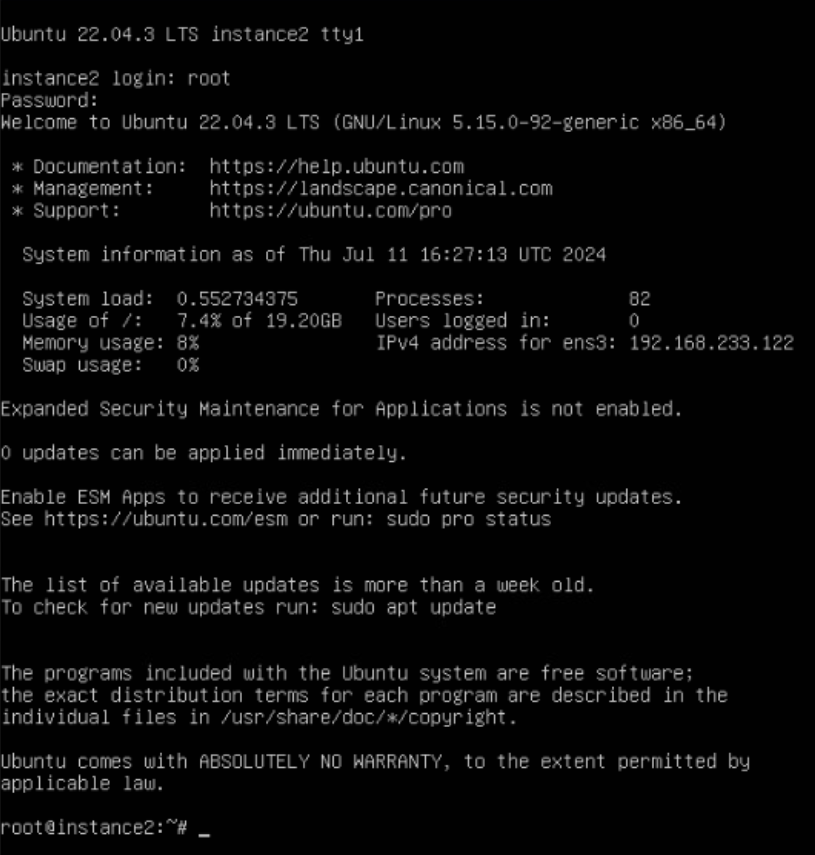 Ubuntu 22.04.3 LTS instance2 tty1
instance2 login: root
Password:
Welcome to Ubuntu 22.04.3 LTS (GNU/Linux 5.15.0-92-generic x86_64)
* Documentation:  https://help.ubuntu.com
* Management:     https://landscape.canonical.com
* Support:        https://ubuntu.com/pro
System information as of Thu Jul 11 16:27:13 UTC 2024
System load:  0.552734375       Processes:             82
Usage of /:   7.4% of 19.20GB   Users logged in:       0
Memory usage: 8%                IPv4 address for ens3: 192.168.233.122
Swap usage:   0%
Expanded Security Maintenance for Applications is not enabled.
0 updates can be applied immediately.
Enable ESM Apps to receive additional future security updates.
See https://ubuntu.com/esm or run: sudo pro status
The list of available updates is more than a week old.
To check for new updates run: sudo apt update
The programs included with the Ubuntu system are free software;
the exact distribution terms for each program are described in the
individual files in /usr/share/doc/*/copyright.
Ubuntu comes with ABSOLUTELY NO WARRANTY, to the extent permitted by
applicable law.
root@instance2:~# _